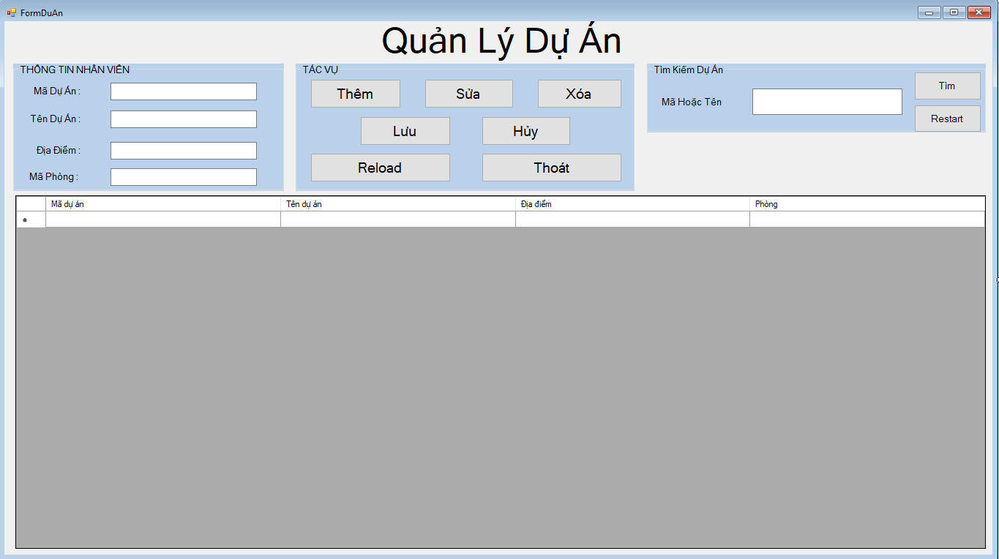 FormDuAn
Quản Lý Dự Án
THÔNG TIN NHÂN VIÊN
Mã Dự Án :
Tên Dự Án :
Địa Điểm :
Mã Phòng :
TÁC VỤ
Thêm Sửa Xóa
Lưu Hủy
Reload Thoát
Tìm Kiếm Dự Án
Mã Hoặc Tên
Tìm
Restart
Mã dự án Tên dự án Địa điểm Phòng